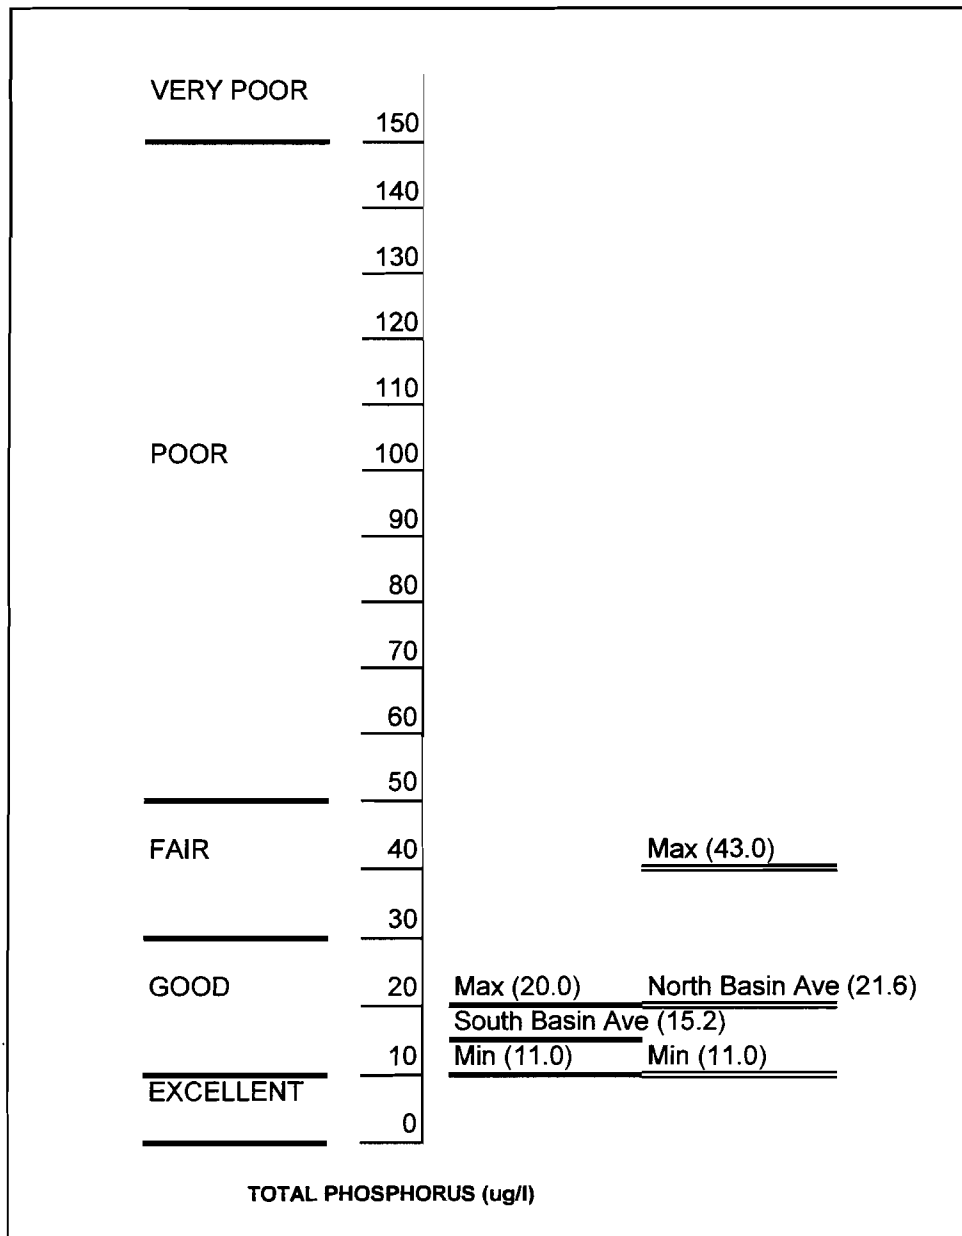 VERY POOR
150
140
130
120
110
POOR
100
90
80
70
60
50
FAIR
40
Max (43.0)
30
GOOD
20
Max (20.0)
North Basin Ave (21.6)
South Basin Ave (15.2)
10
Min (11.0)
Min (11.0)
EXCELLENT
0
TOTAL PHOSPHORUS (ug/l)